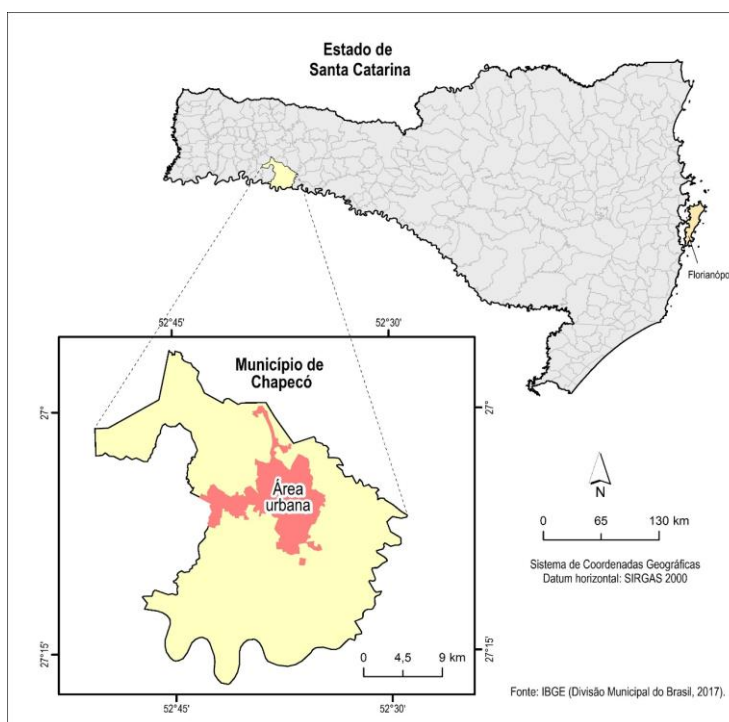 Estado de
Santa Catarina
Florianópo
52°45'
52°30'
Município de
Chapecó
27°
27°
Área
urbana
N
0 65 130 km
Sistema de Coordenadas Geográficas
Datum horizontal: SIRGAS 2000
27°15'
27°15'
0 4,5 9 km
52°45'
52°30'
Fonte: IBGE (Divisão Municipal do Brasil, 2017).